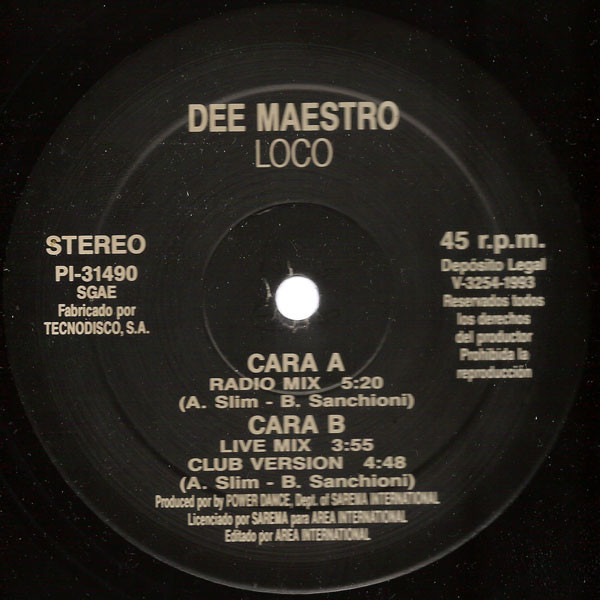 DEE MAESTRO
LOCO
STEREO
PI-31490
SGAE
Fabricado por
TECNODISCO, S.A.
45 r.p.m.
Depósito Legal
V-3254-1993
Reservados todos
los derechos
del productor
Prohibida la
reproducción
CARA A
RADIO MIX 5:20
(A. Slim - B. Sanchioni)
CARA B
LIVE MIX 3:55
CLUB VERSION 4:48
(A. Slim - B. Sanchioni)
Produced por by POWER DANCE, Dept. of SAREMA INTERNATIONAL
Licenciado por SAREMA para AREA INTERNATIONAL
Editado por AREA INTERNATIONAL